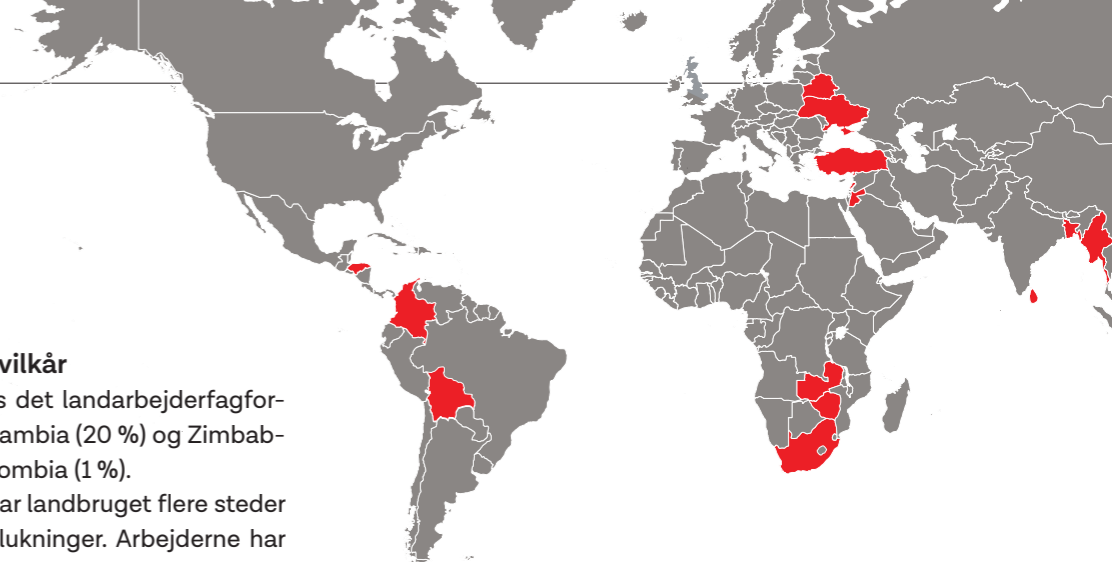 vilkår
s det landarbejderfagfor-
ambia (20 %) og Zimbab-
ombia (1 %).
ar landbruget flere steder
lukninger. Arbejderne har